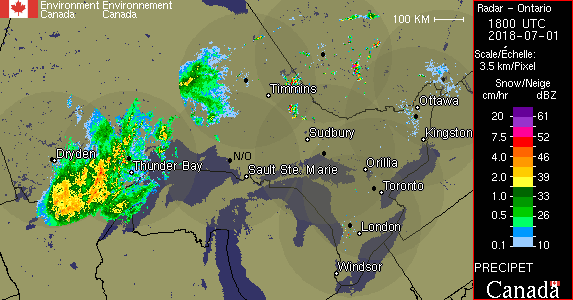 Environment Environnement
Canada Canada
100 KM
Timmins
Ottawa
Sudbury
Kingston
Dryden
Thunder Bay
N/O
Sault Ste. Marie
Orillia
Toronto
London
Windsor
Radar - Ontario
1800 UTC
2018-07-01
Scale/Échelle:
3.5 km/Pixel
Snow/Neige
cm/hr dBZ
20 61
10 57
7.5 52
4.0 46
2.0 39
1.0 33
0.5 26
0.1 10
PRECIPET
Canada